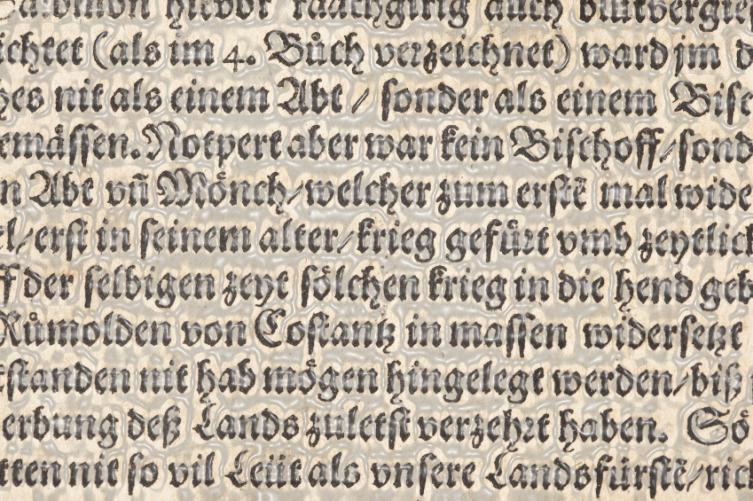 hievor raachgirig auch blutvergie
ichtet (als im 4. Bůch verzeichnet) ward jm d
hes nit als einem Abt / sonder als einem Bisc
emässen. Notpert aber war kein Bischoff / sond
n Abt vñ Mönch / welcher zum erstẽ mal wide
el / erst in seinem alter / krieg gefürt vmb zeytlich
ff der selbigen zeyt sölchen krieg in die hend geb
Růmolden von Costantz in massen widersetzt
tstanden nit hab mögen hingelegt werden / biß
erbung deß Lands zuletst verzehrt haben. Sö
tten nit so vil Leüt als vnsere Landsfürstẽ / ric